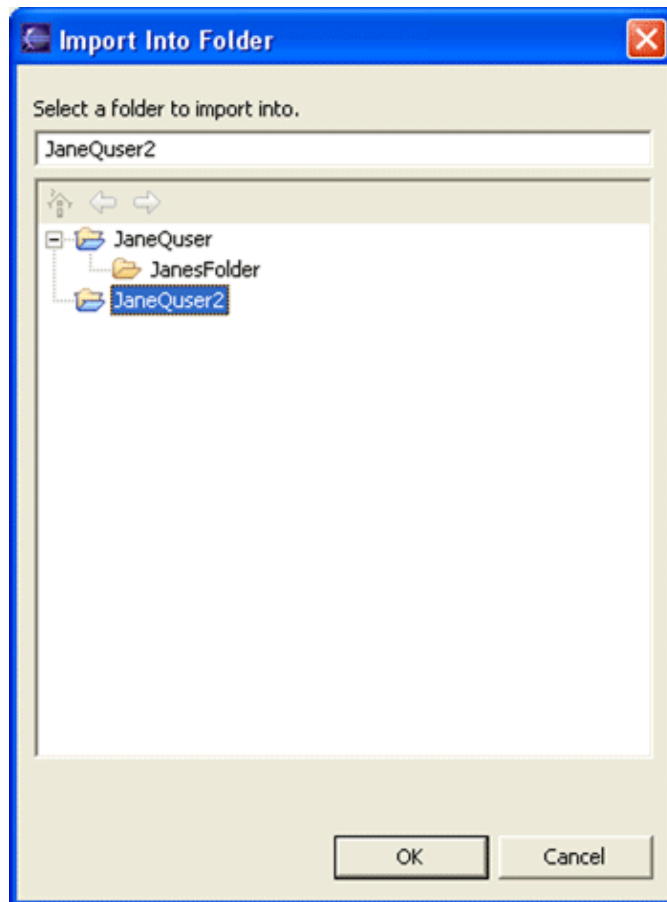 Import Into Folder
Select a folder to import into.
JaneQuser2
JaneQuser
JanesFolder
JaneQuser2
OK
Cancel